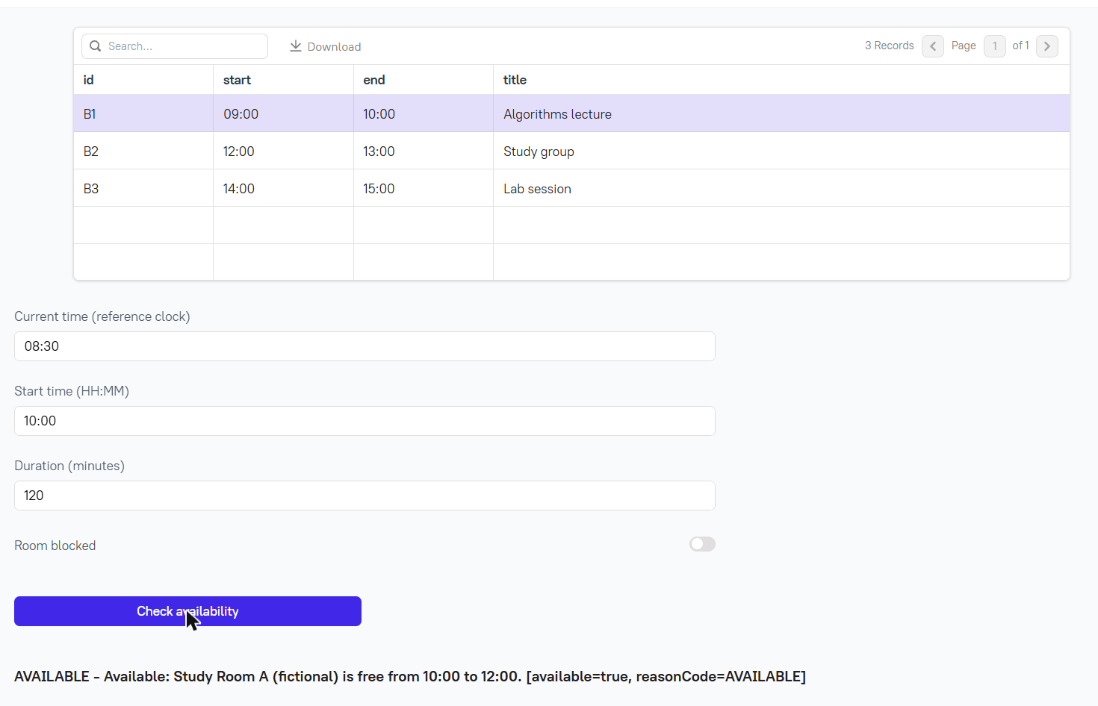 Search... Download 3 Records Page 1 of 1
id start end title
B1 09:00 10:00 Algorithms lecture
B2 12:00 13:00 Study group
B3 14:00 15:00 Lab session
Current time (reference clock)
08:30
Start time (HH:MM)
10:00
Duration (minutes)
120
Room blocked
Check availability
AVAILABLE - Available: Study Room A (fictional) is free from 10:00 to 12:00. [available=true, reasonCode=AVAILABLE]